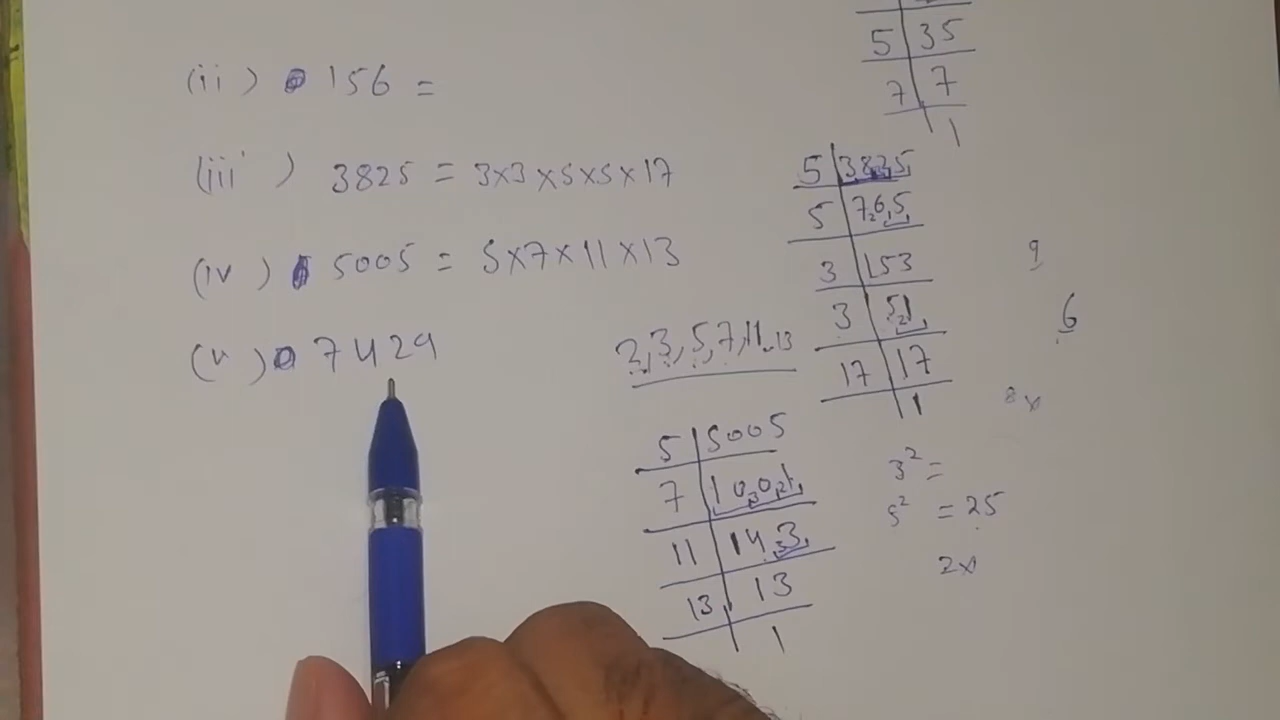 (ii) 156 =
(iii) 3825 = 3×3×5×5×17
(iv) 5005 = 5×7×11×13
(v) 7429
2,3,5,7,11,13
5 | 35
7 | 7
1
5 | 3825
5 | 765
3 | 153
3 | 51
17 | 17
1
5 | 5005
7 | 1001
11 | 143
13 | 13
1
9
6
8x
3² =
5² = 25
2x